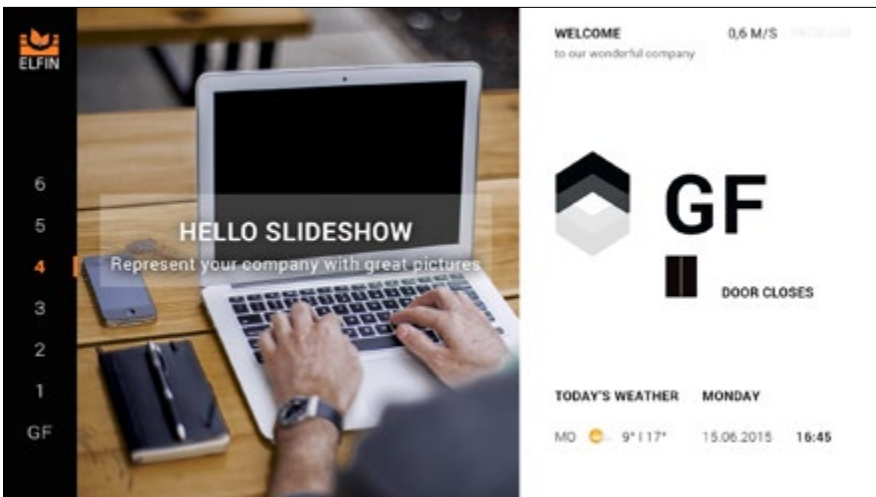 ELFIN
6
5
4
3
2
1
GF
HELLO SLIDESHOW
Represent your company with great pictures
WELCOME
to our wonderful company
0,6 M/S
GF
DOOR CLOSES
TODAY'S WEATHER
MONDAY
MO 9° | 17°
15.06.2015 16:45